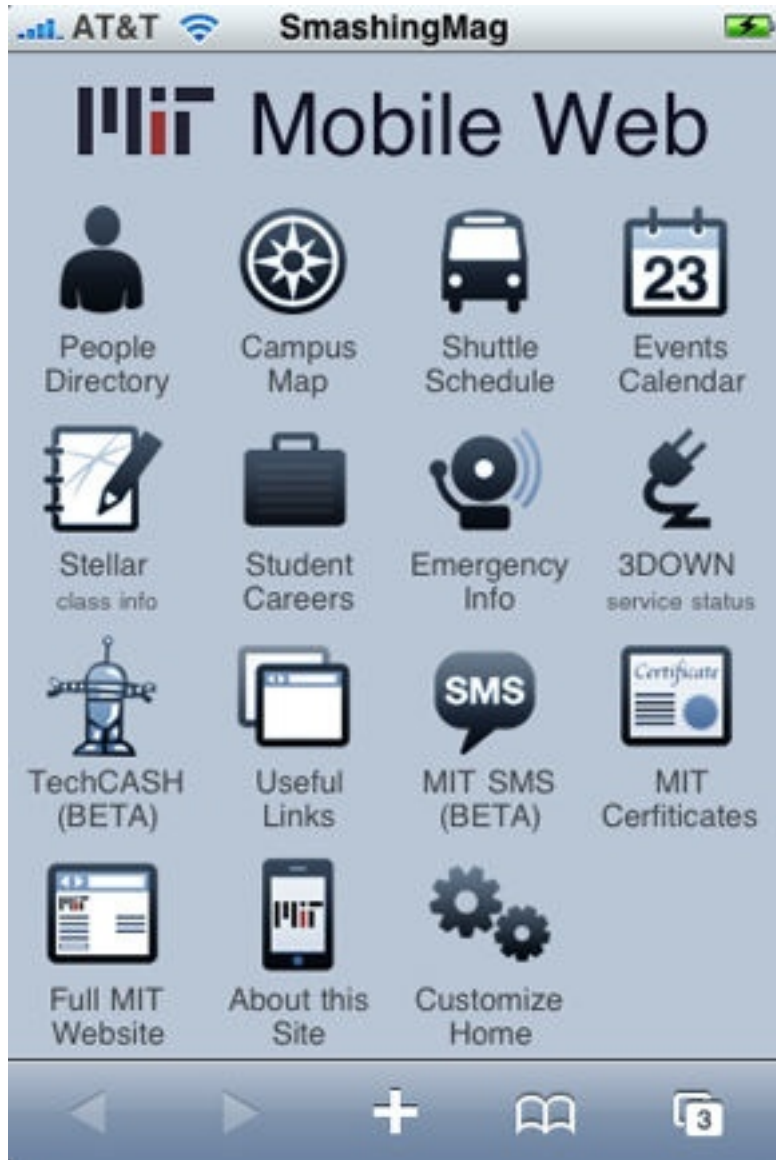 AT&T SmashingMag
MIT Mobile Web
23
People Campus Shuttle Events
Directory Map Schedule Calendar
Stellar Student Emergency 3DOWN
class info Careers Info service status
SMS Certificate
TechCASH Useful MIT SMS MIT
(BETA) Links (BETA) Cerfiticates
MIT MIT
Full MIT About this Customize
Website Site Home
3